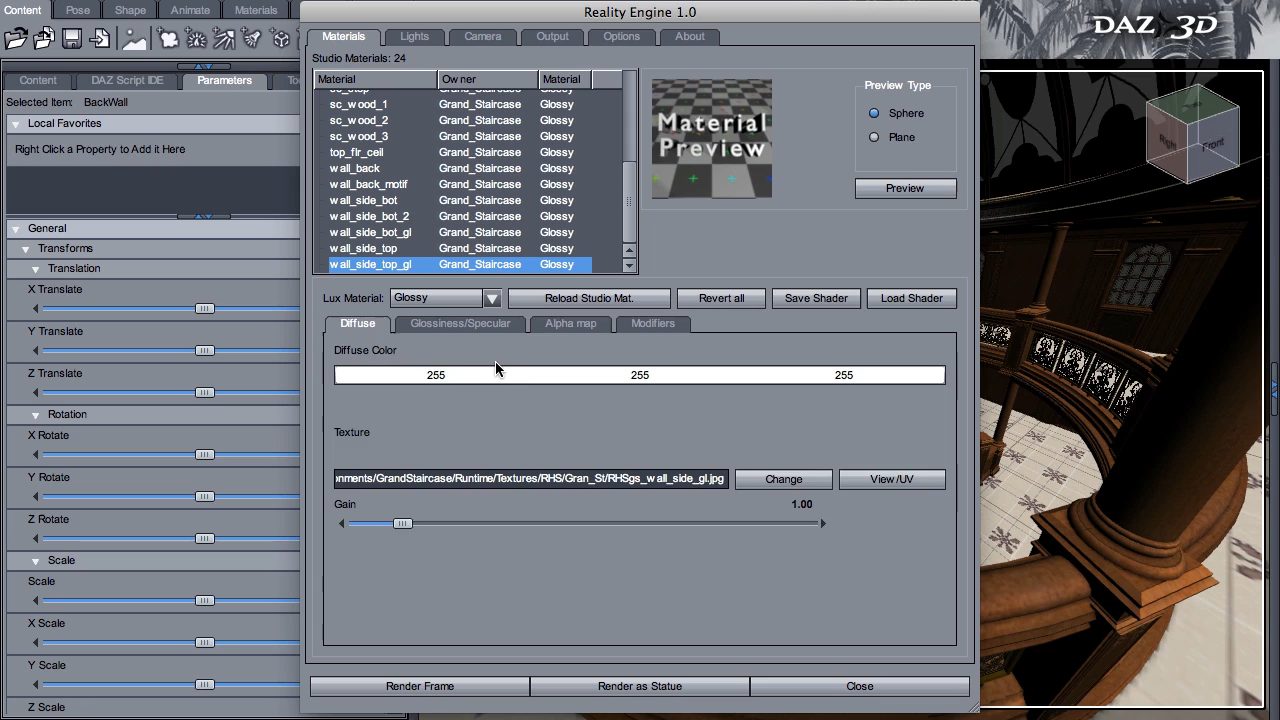 Content Pose Shape Animate Materials
Reality Engine 1.0
DAZ 3D
Content DAZ Script IDE Parameters
Selected Item: BackWall
Local Favorites
Right Click a Property to Add it Here
General
Transforms
Translation
X Translate
Y Translate
Z Translate
Rotation
X Rotate
Y Rotate
Z Rotate
Scale
Scale
X Scale
Y Scale
Z Scale
Materials Lights Camera Output Options About
Studio Materials: 24
Material Owner Material
sc_wood_1 Grand_Staircase Glossy
sc_wood_2 Grand_Staircase Glossy
sc_wood_3 Grand_Staircase Glossy
top_flr_ceil Grand_Staircase Glossy
wall_back Grand_Staircase Glossy
wall_back_motif Grand_Staircase Glossy
wall_side_bot Grand_Staircase Glossy
wall_side_bot_2 Grand_Staircase Glossy
wall_side_bot_gl Grand_Staircase Glossy
wall_side_top Grand_Staircase Glossy
wall_side_top_gl Grand_Staircase Glossy
Material
Preview
Preview Type
Sphere
Plane
Preview
Lux Material: Glossy Reload Studio Mat. Revert all Save Shader Load Shader
Diffuse Glossiness/Specular Alpha map Modifiers
Diffuse Color
255 255 255
Texture
nments/GrandStaircase/Runtime/Textures/RHS/Gran_St/RHSgs_wall_side_gl.jpg Change View/UV
Gain 1.00
Render Frame Render as Statue Close
Right Front